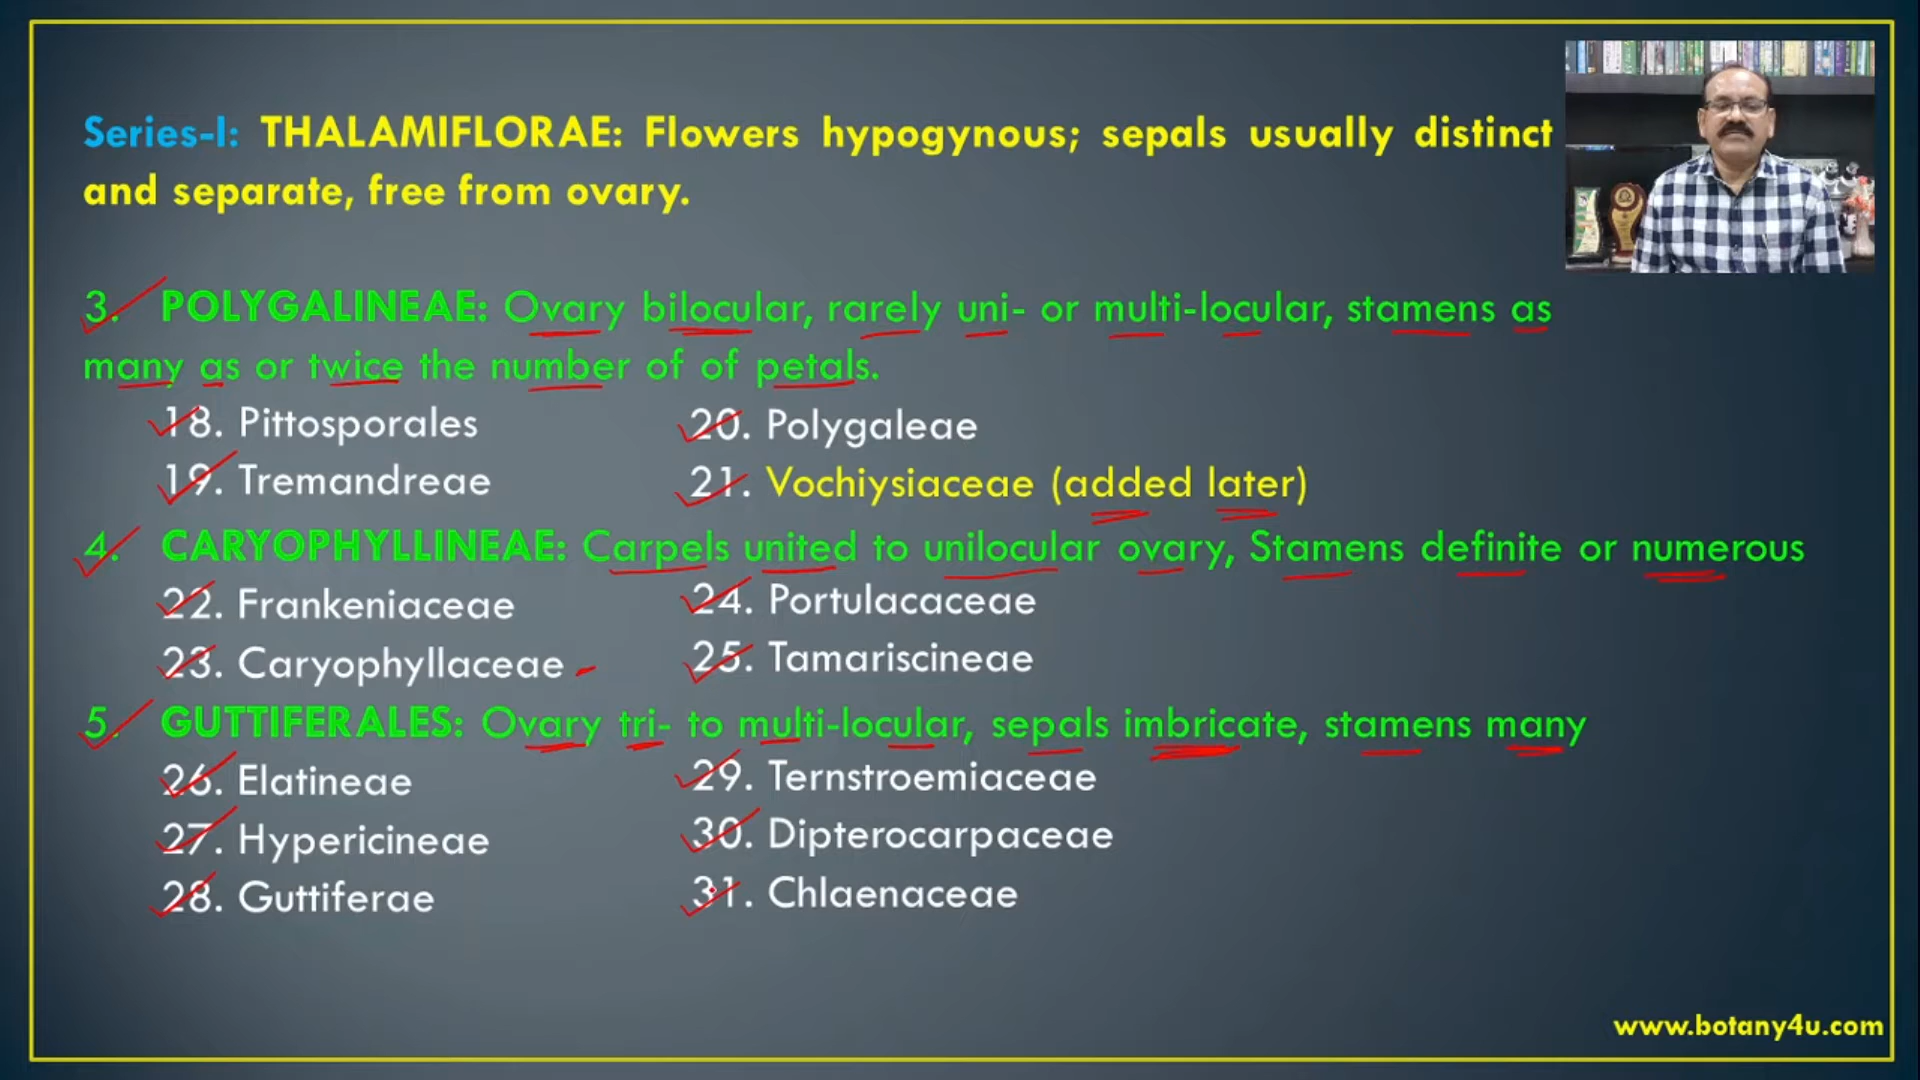 Series-I: THALAMIFLORAE: Flowers hypogynous; sepals usually distinct
and separate, free from ovary.
3. POLYGALINEAE: Ovary bilocular, rarely uni- or multi-locular, stamens as
many as or twice the number of of petals.
18. Pittosporales
20. Polygaleae
19. Tremandreae
21. Vochiysiaceae (added later)
4. CARYOPHYLLINEAE: Carpels united to unilocular ovary, Stamens definite or numerous
22. Frankeniaceae
24. Portulacaceae
23. Caryophyllaceae
25. Tamariscineae
5. GUTTIFERALES: Ovary tri- to multi-locular, sepals imbricate, stamens many
26. Elatineae
29. Ternstroemiaceae
27. Hypericineae
30. Dipterocarpaceae
28. Guttiferae
31. Chlaenaceae
www.botany4u.com